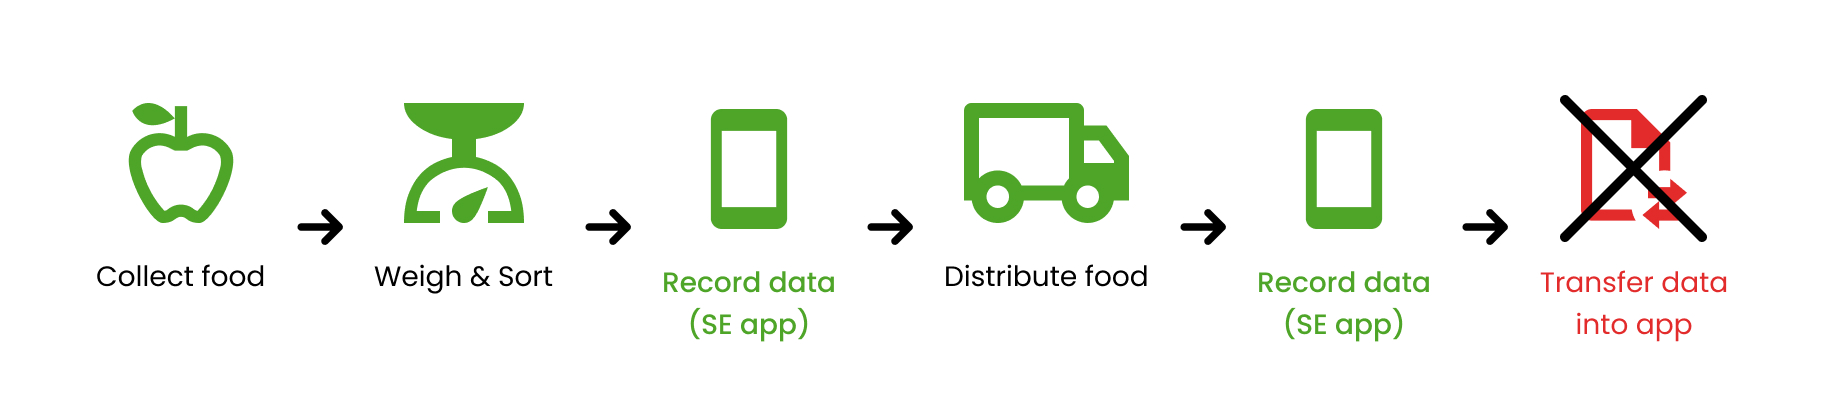 Collect food
Weigh & Sort
Record data
(SE app)
Distribute food
Record data
(SE app)
Transfer data
into app